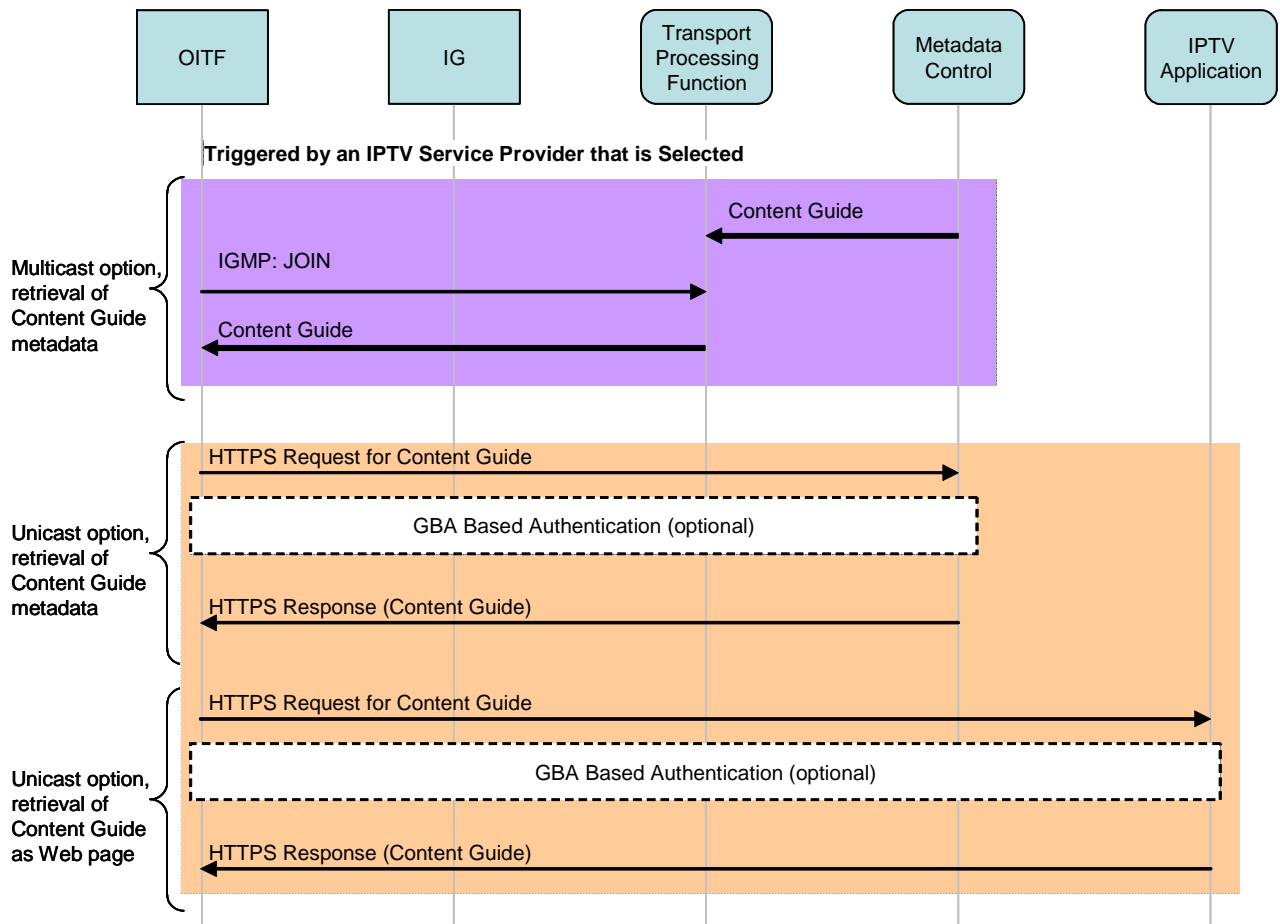 OITF
IG
Transport
Processing
Function
Metadata
Control
IPTV
Application
Triggered by an IPTV Service Provider that is Selected
Multicast option,
retrieval of
Content Guide
metadata
Content Guide
IGMP: JOIN
Content Guide
Unicast option,
retrieval of
Content Guide
metadata
HTTPS Request for Content Guide
GBA Based Authentication (optional)
HTTPS Response (Content Guide)
Unicast option,
retrieval of
Content Guide
as Web page
HTTPS Request for Content Guide
GBA Based Authentication (optional)
HTTPS Response (Content Guide)